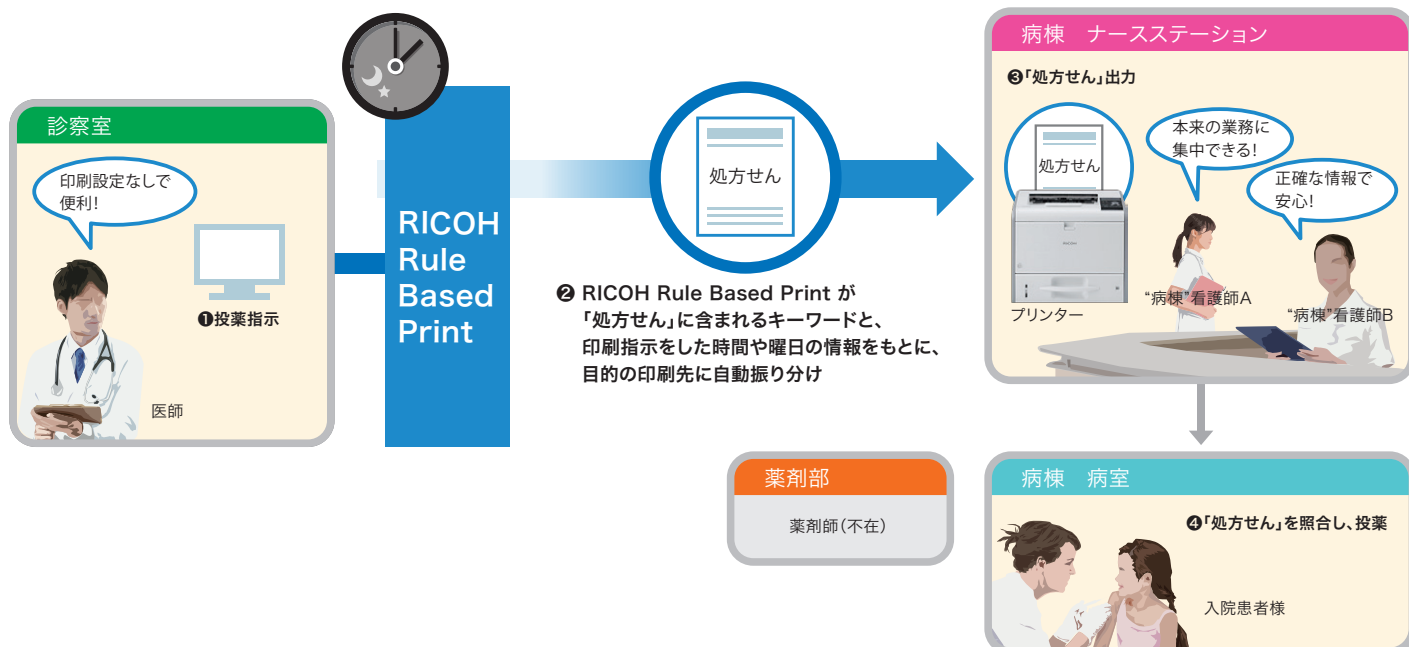 診察室
印刷設定なしで
便利!
❶投薬指示
医師
RICOH
Rule
Based
Print
処方せん
❷ RICOH Rule Based Print が
「処方せん」に含まれるキーワードと、
印刷指示をした時間や曜日の情報をもとに、
目的の印刷先に自動振り分け
病棟　ナースステーション
❸「処方せん」出力
処方せん
プリンター
本来の業務に
集中できる!
正確な情報で
安心!
“病棟”看護師A
“病棟”看護師B
薬剤部
薬剤師(不在)
病棟　病室
❹「処方せん」を照合し、投薬
入院患者様